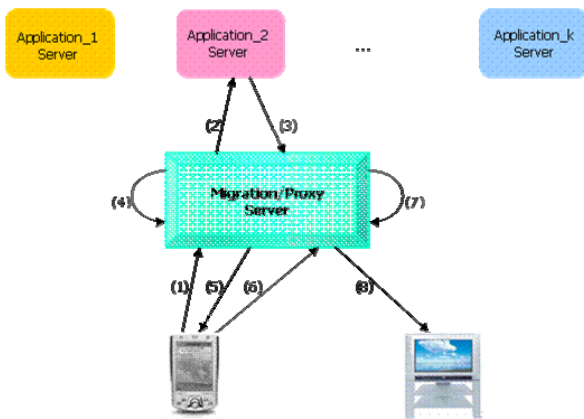 Application_1
Server
Application_2
Server
...
Application_k
Server
(2)
(3)
Migration/Proxy
Server
(4)
(7)
(1)
(5)
(6)
(8)